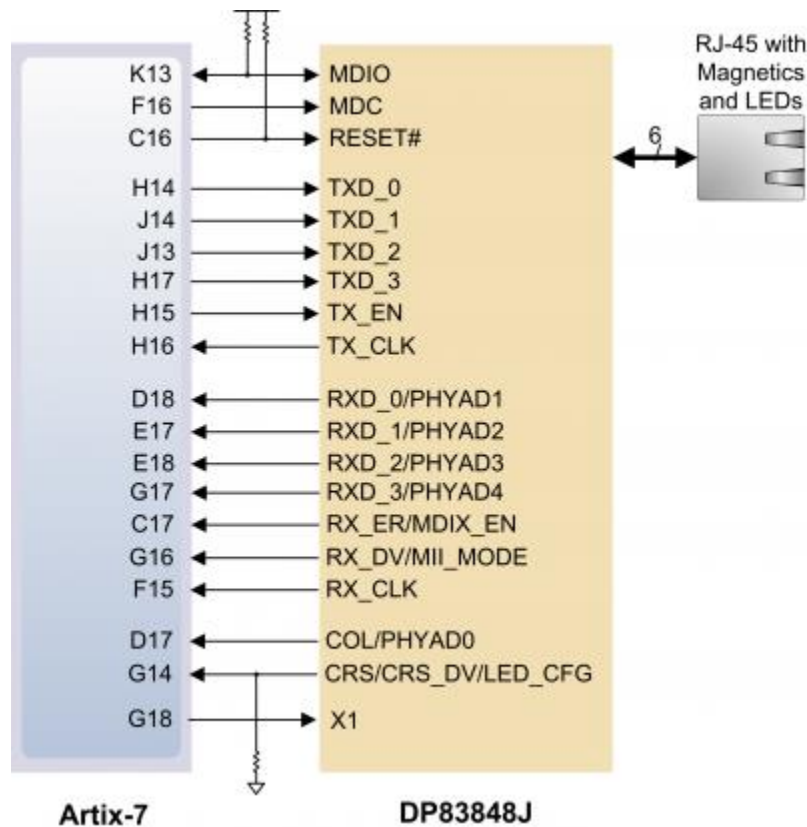 RJ-45 with
Magnetics
and LEDs
6
K13 MDIO
F16 MDC
C16 RESET#
H14 TXD_0
J14 TXD_1
J13 TXD_2
H17 TXD_3
H15 TX_EN
H16 TX_CLK
D18 RXD_0/PHYAD1
E17 RXD_1/PHYAD2
E18 RXD_2/PHYAD3
G17 RXD_3/PHYAD4
C17 RX_ER/MDIX_EN
G16 RX_DV/MII_MODE
F15 RX_CLK
D17 COL/PHYAD0
G14 CRS/CRS_DV/LED_CFG
G18 X1
Artix-7 DP83848J